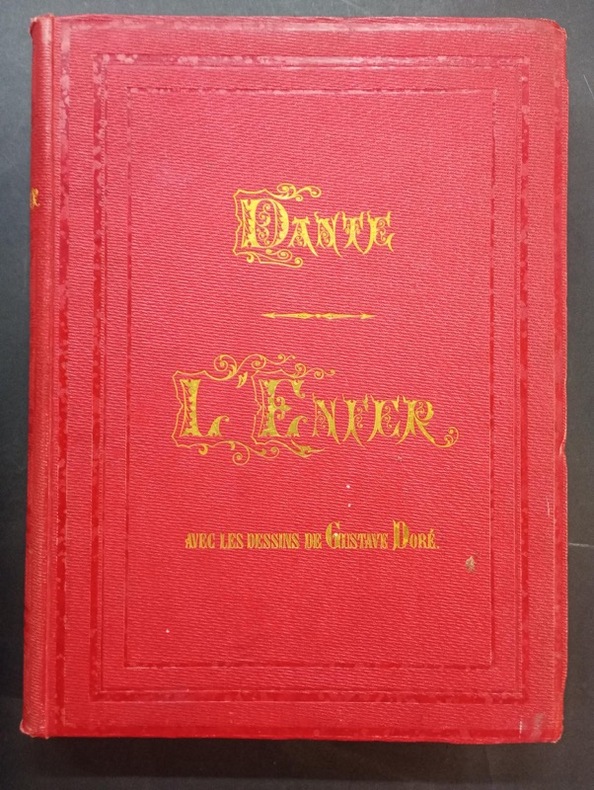 DANTE
L'ENFER
AVEC LES DESSINS DE GUSTAVE DORÉ.